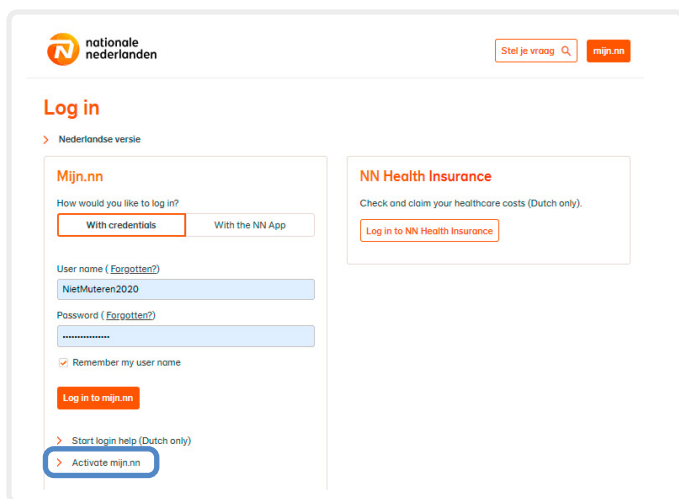 nationale
nederlanden
Stel je vraag
mijn.nn
Log in
Nederlandse versie
Mijn.nn
How would you like to log in?
With credentials
With the NN App
User name ( Forgotten?)
NietMuteren2020
Password ( Forgotten?)
••••••••••••••••
Remember my user name
Log in to mijn.nn
Start login help (Dutch only)
Activate mijn.nn
NN Health Insurance
Check and claim your healthcare costs (Dutch only).
Log in to NN Health Insurance